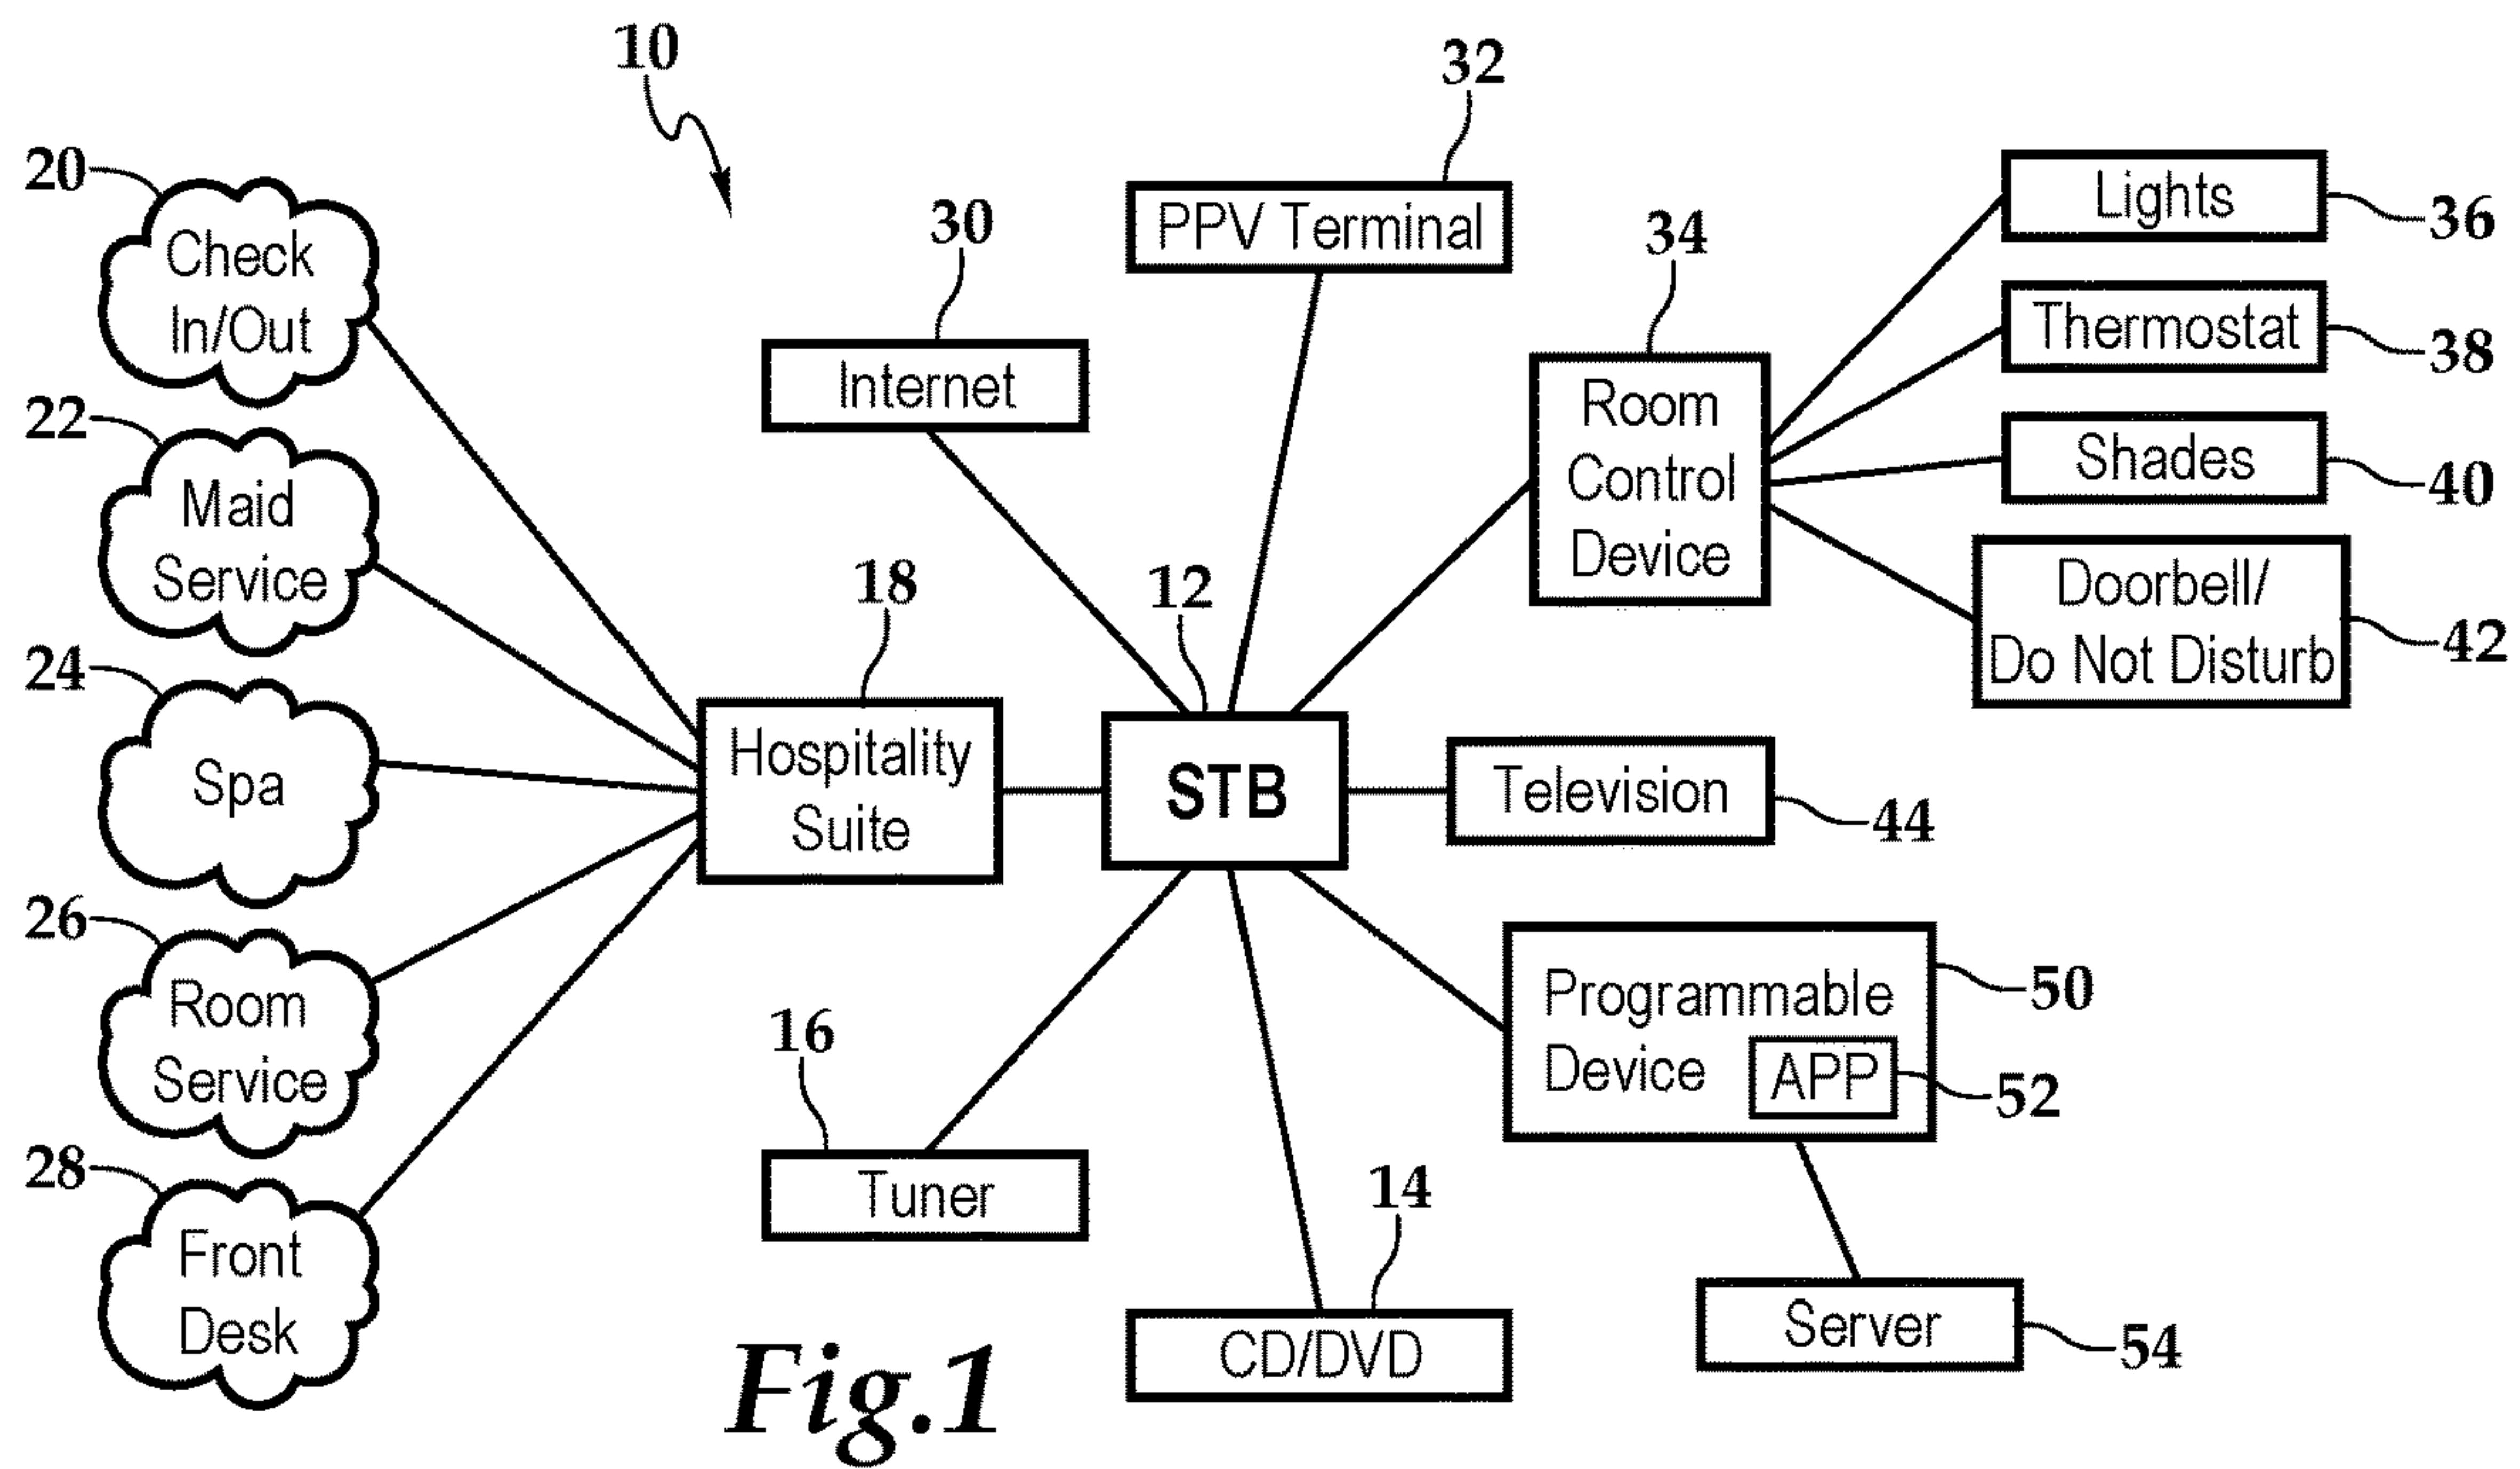 10
32
20
Check
In/Out
30
PPV Terminal
34
Lights
36
Internet
Thermostat
38
22
Maid
Service
Room
Control
Device
Shades
40
18
12
Doorbell/
Do Not Disturb
42
24
Spa
Hospitality
Suite
STB
Television
44
26
Room
Service
16
Programmable
Device
APP
50
52
28
Front
Desk
Tuner
14
CD/DVD
Server
54
Fig.1